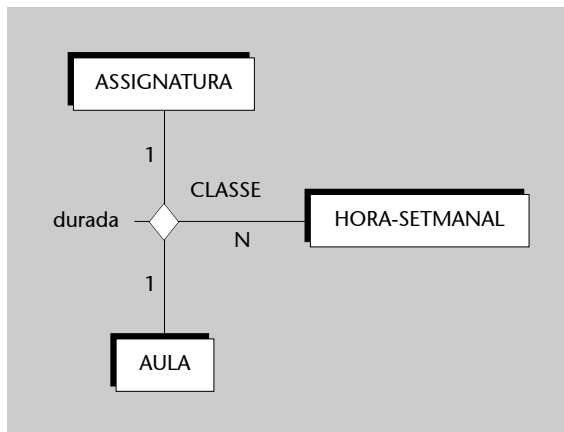 ASSIGNATURA
1
CLASSE
durada
HORA-SETMANAL
N
1
AULA